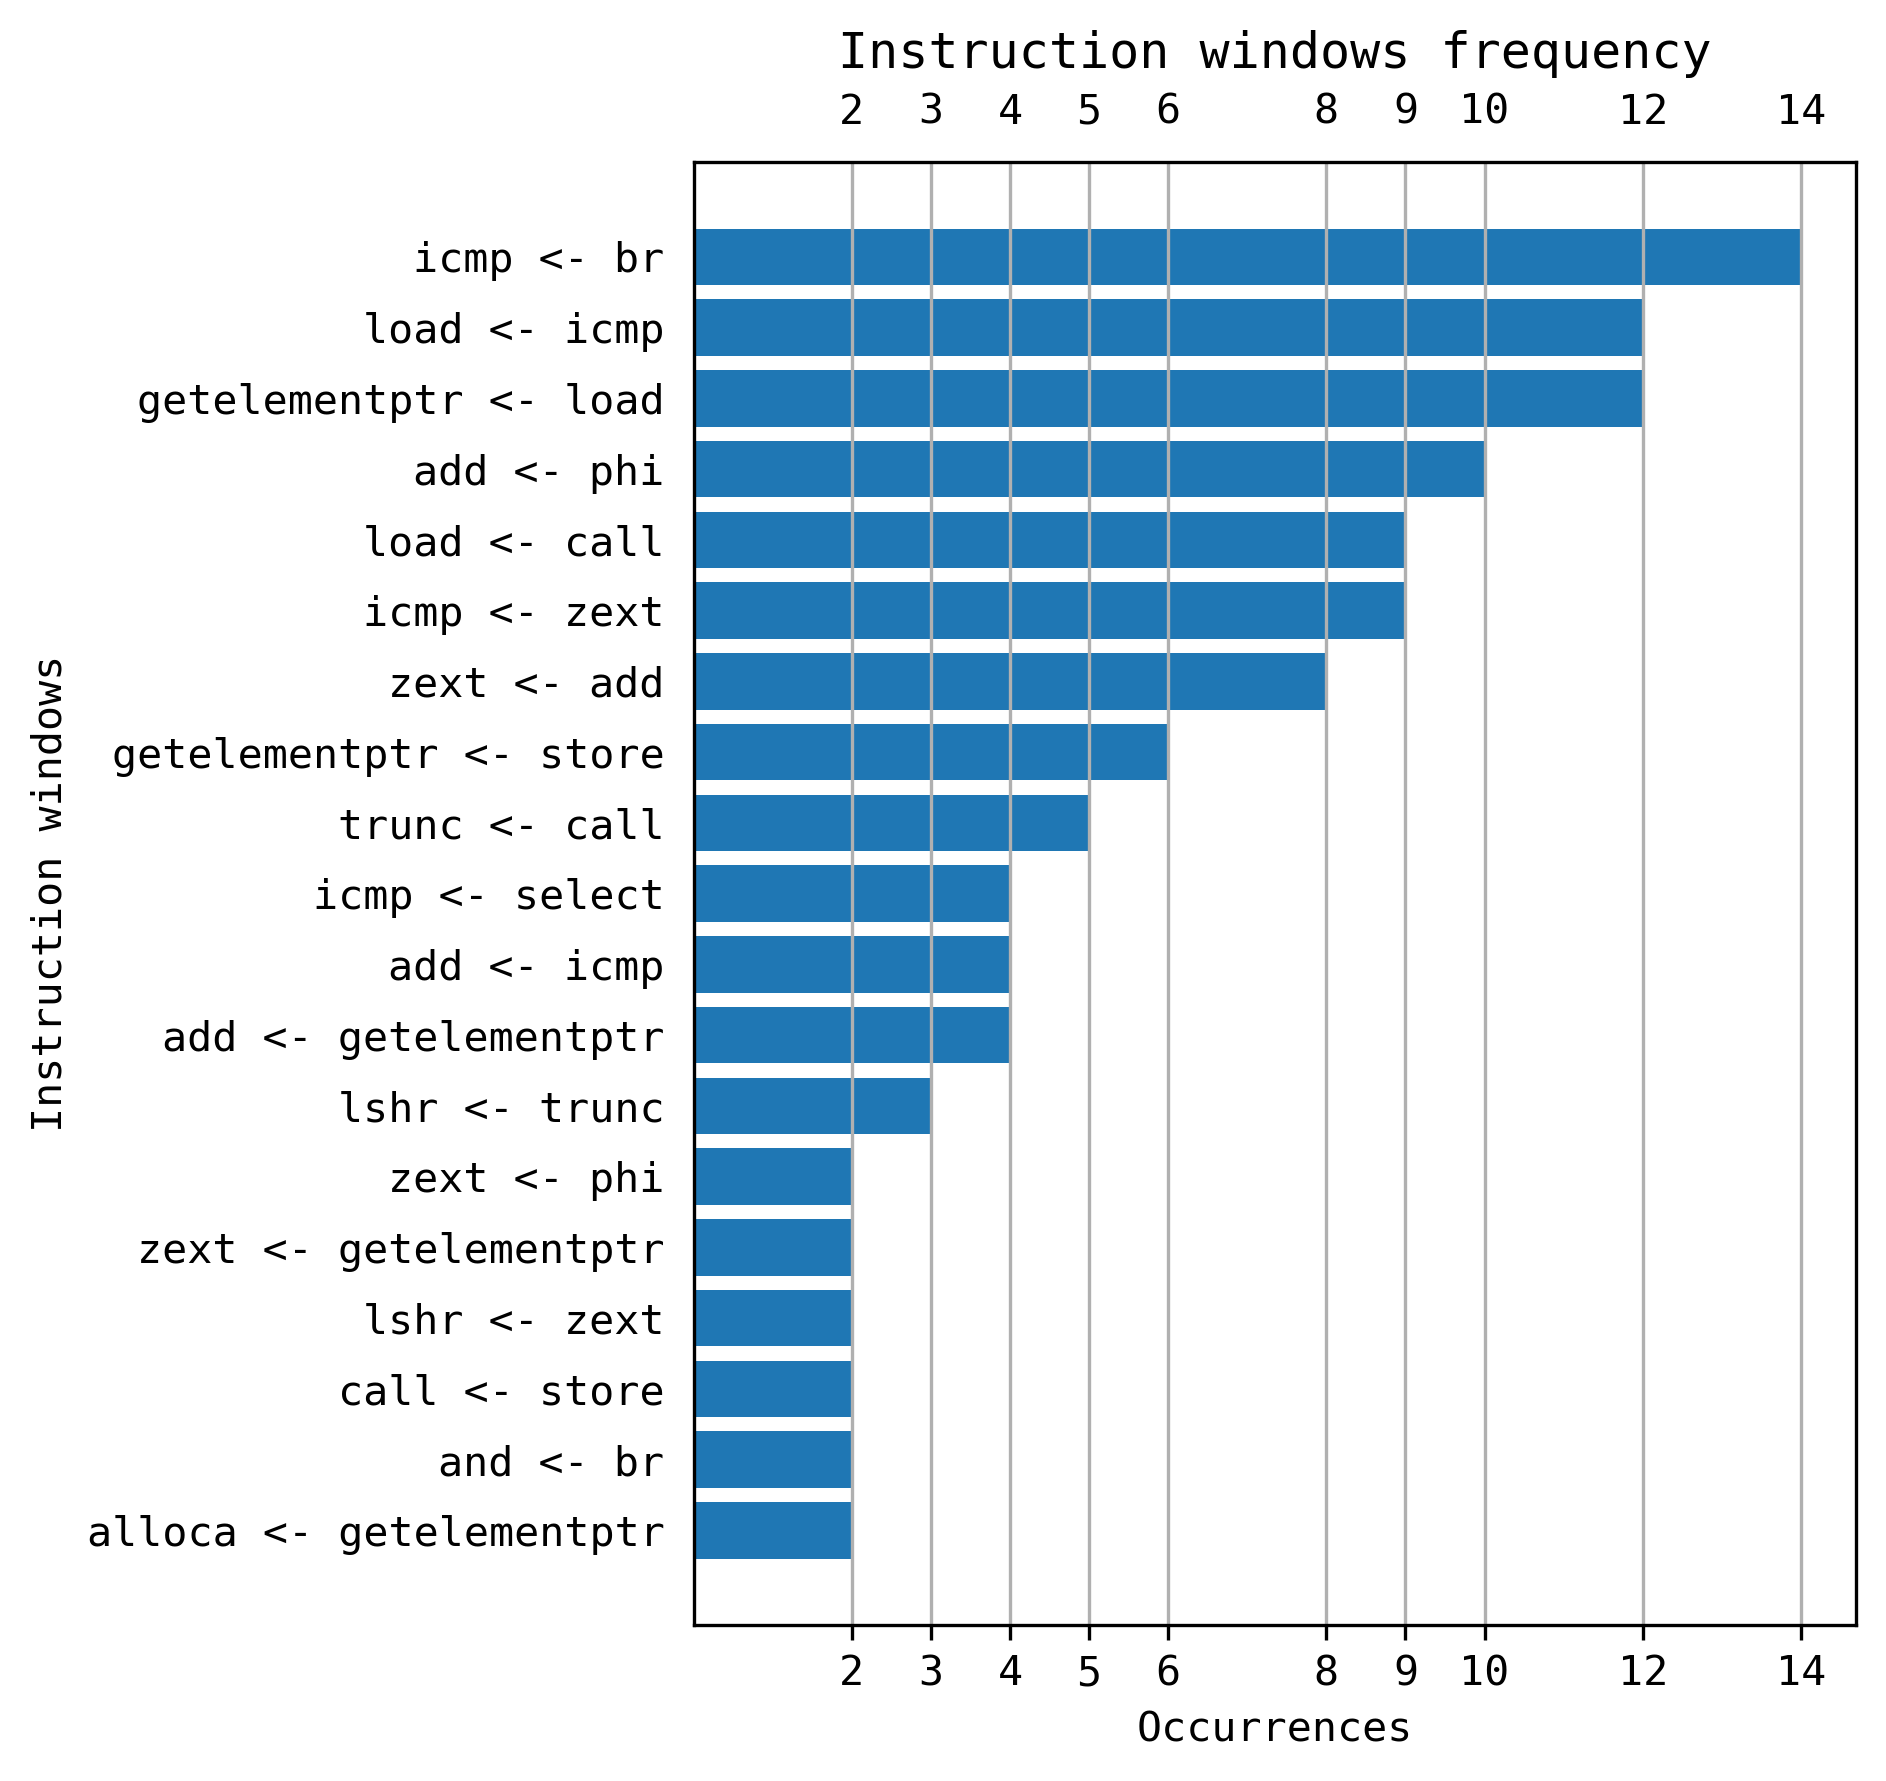 Instruction windows frequency
2 3 4 5 6 8 9 10 12 14
icmp <- br
load <- icmp
getelementptr <- load
add <- phi
load <- call
icmp <- zext
zext <- add
getelementptr <- store
trunc <- call
icmp <- select
add <- icmp
add <- getelementptr
lshr <- trunc
zext <- phi
zext <- getelementptr
lshr <- zext
call <- store
and <- br
alloca <- getelementptr
Instruction windows
2 3 4 5 6 8 9 10 12 14
Occurrences